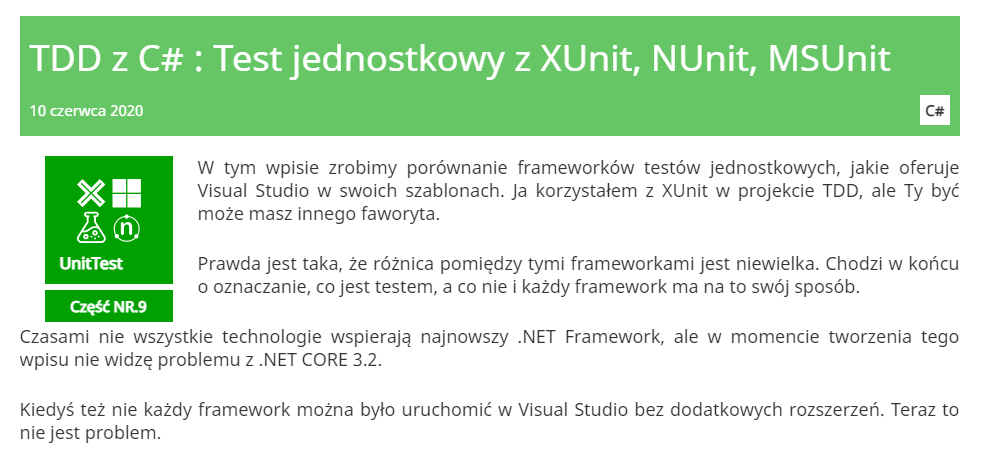 TDD z C# : Test jednostkowy z XUnit, NUnit, MSUnit
10 czerwca 2020
C#
n
UnitTest
Część NR.9
W tym wpisie zrobimy porównanie frameworków testów jednostkowych, jakie oferuje
Visual Studio w swoich szablonach. Ja korzystałem z XUnit w projekcie TDD, ale Ty być
może masz innego faworyta.
Prawda jest taka, że różnica pomiędzy tymi frameworkami jest niewielka. Chodzi w końcu
o oznaczanie, co jest testem, a co nie i każdy framework ma na to swój sposób.
Czasami nie wszystkie technologie wspierają najnowszy .NET Framework, ale w momencie tworzenia tego
wpisu nie widzę problemu z .NET CORE 3.2.
Kiedyś też nie każdy framework można było uruchomić w Visual Studio bez dodatkowych rozszerzeń. Teraz to
nie jest problem.